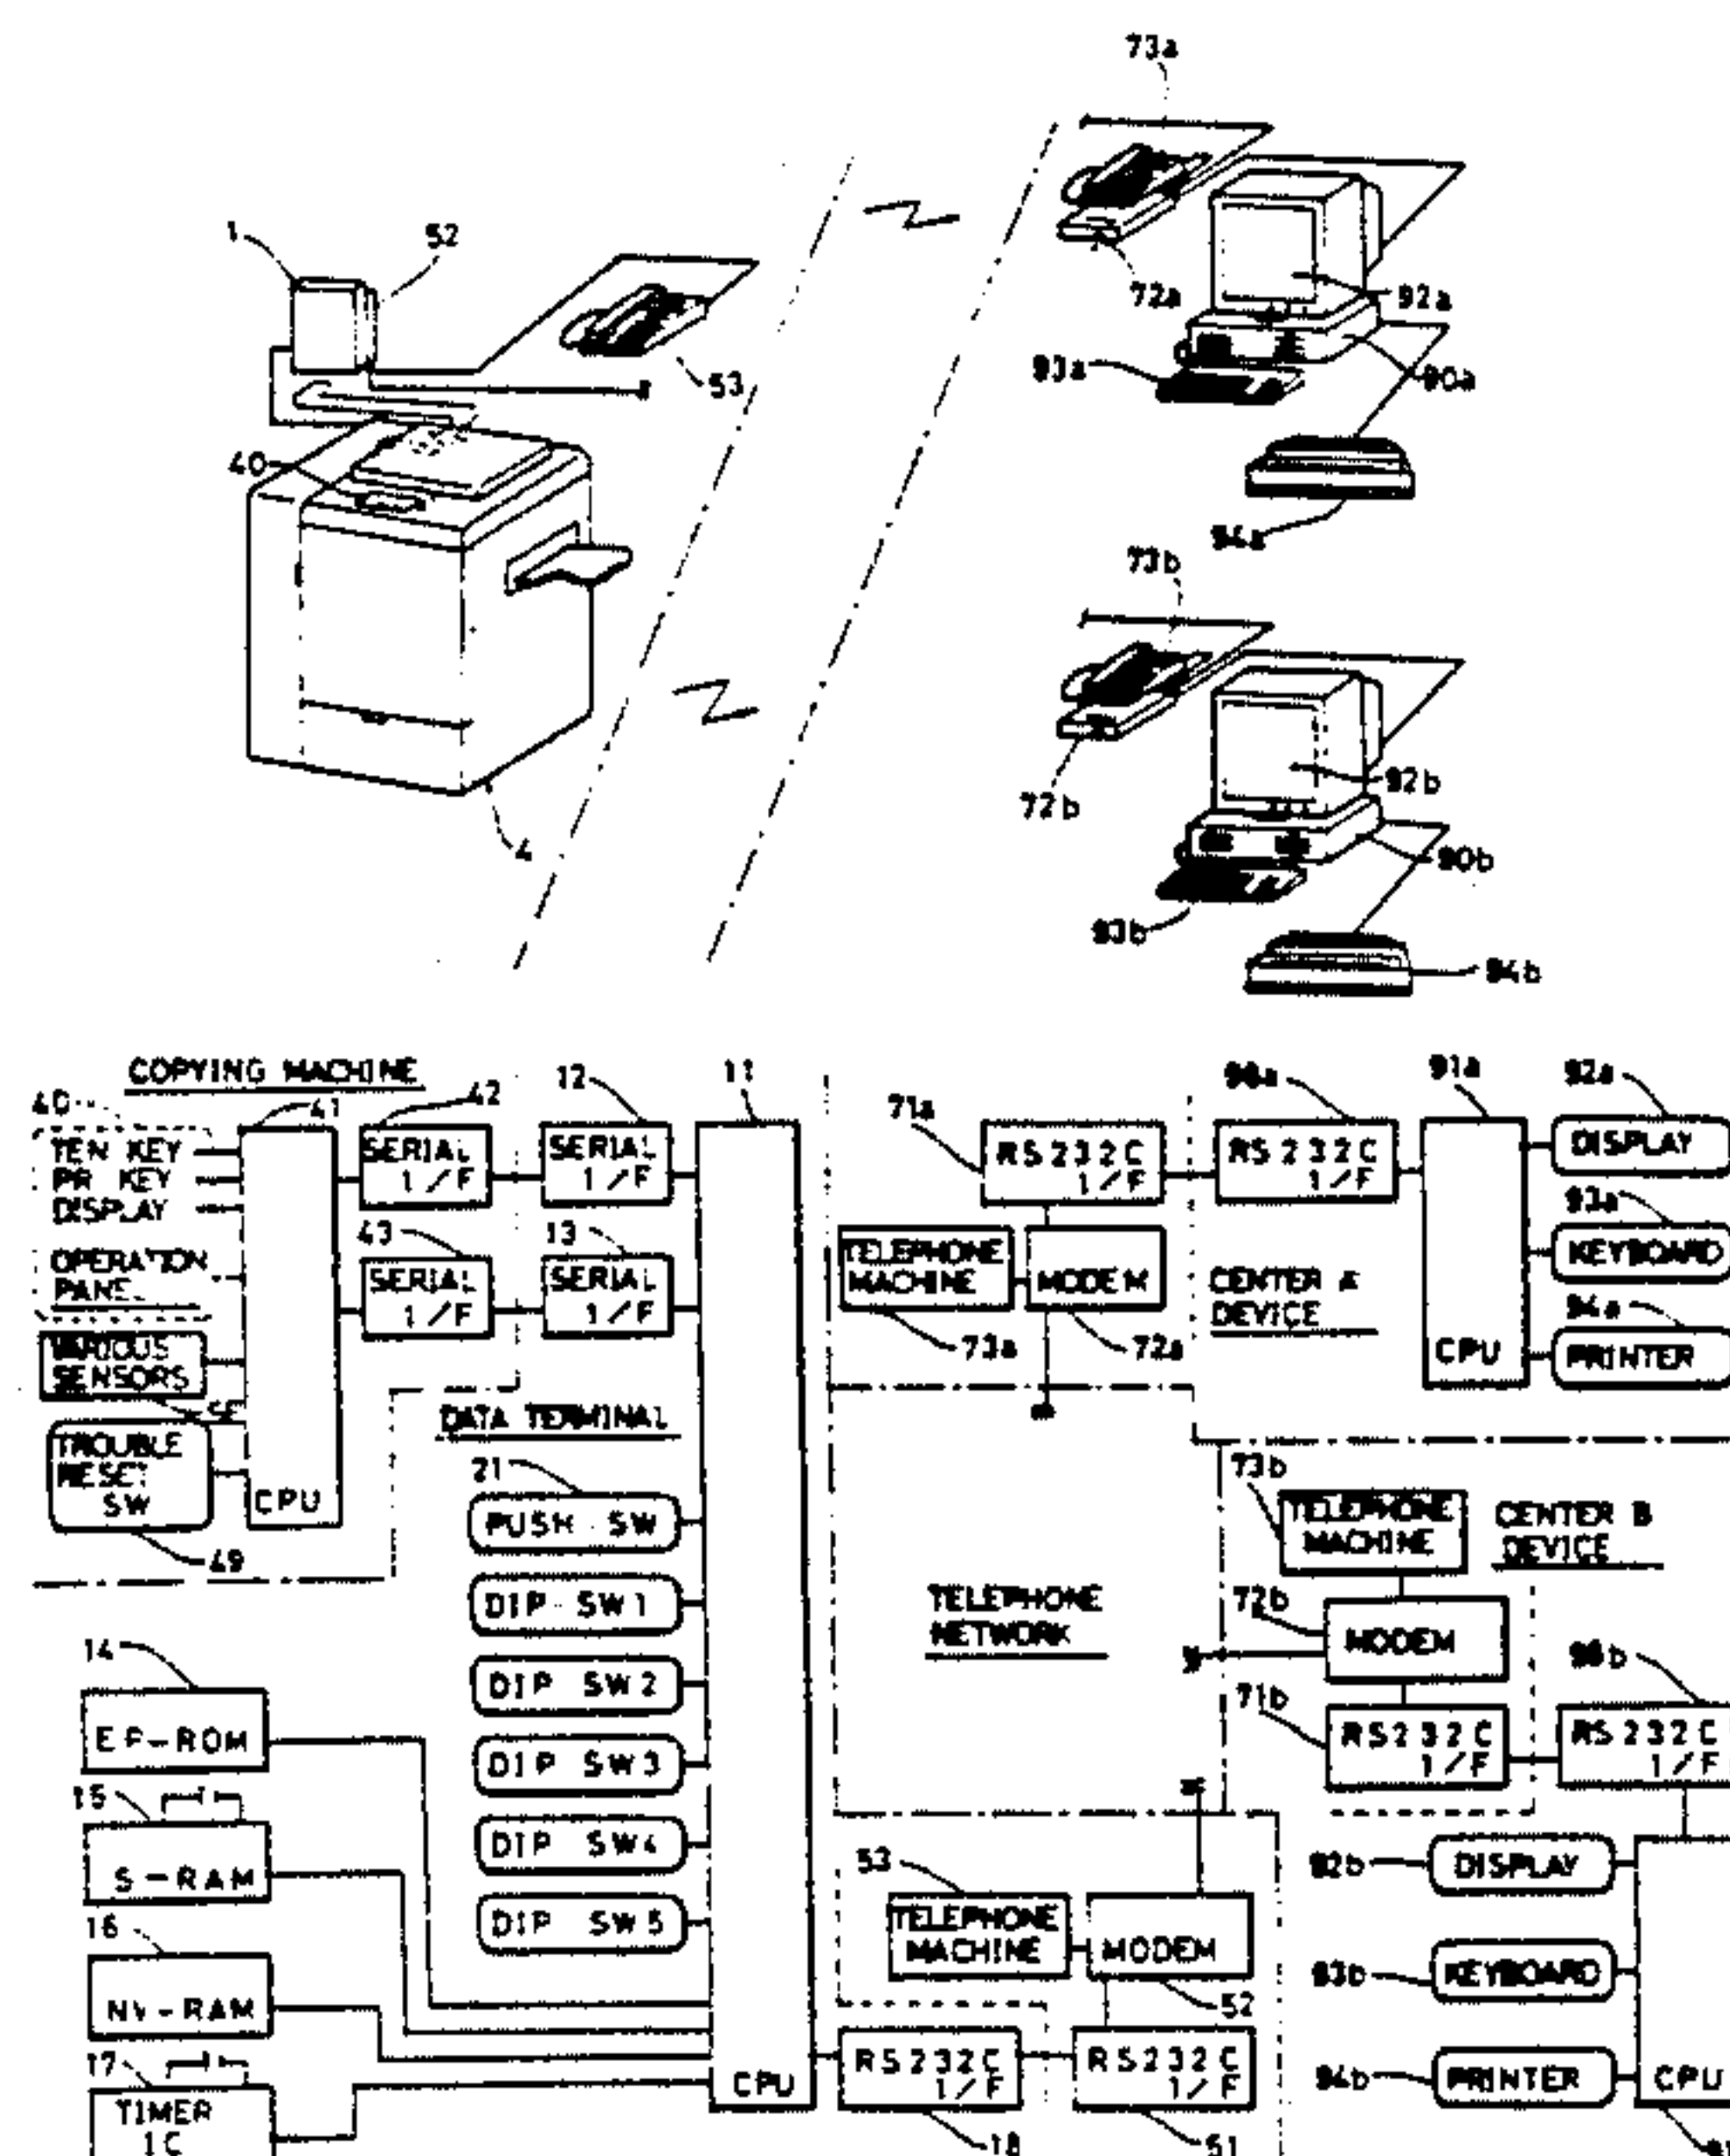 73a
1
52
72a
92a
53
93a
90a
40
94a
73b
92b
72b
4
90b
93b
94b
COPYING MACHINE
40
41
42
12
11
71a
98a
91a
92a
TEN KEY
PR KEY
DISPLAY
SERIAL
I/F
SERIAL
I/F
RS232C
I/F
RS232C
I/F
DISPLAY
93a
OPERATION
PANEL
43
13
SERIAL
I/F
SERIAL
I/F
TELEPHONE
MACHINE
MODEM
CENTER A
DEVICE
KEYBOARD
94a
VARIOUS
SENSORS
SE
73a
72a
CPU
PRINTER
DATA TERMINAL
TROUBLE
RESET
SW
CPU
49
21
PUSH SW
DIP SW1
DIP SW2
DIP SW3
DIP SW4
DIP SW5
73b
TELEPHONE
MACHINE
CENTER B
DEVICE
TELEPHONE
NETWORK
72b
MODEM
98b
71b
RS232C
I/F
RS232C
I/F
14
EP-ROM
15
S-RAM
16
NV-RAM
17
TIMER
IC
53
TELEPHONE
MACHINE
MODEM
52
92b
DISPLAY
93b
KEYBOARD
94b
PRINTER
CPU
CPU
RS232C
I/F
RS232C
I/F
18
51